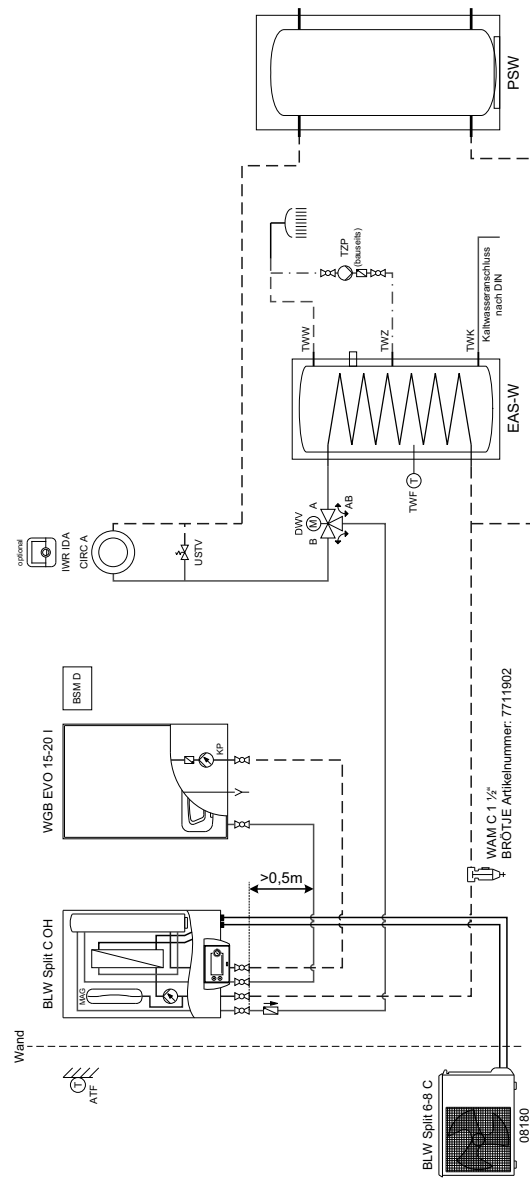 Wand
T
ATF
BLW Split C OH
MAG
>0,5m
WGB EVO 15-20 I
KP
BSM D
optional
IWR IDA
CIRC A
USTV
DWV
M
A
B
AB
TWF
T
EAS-W
TWW
TWZ
TWK
TZP
(bauseits)
Kaltwasseranschluss
nach DIN
PSW
WAM C 1 ½"
BRÖTJE Artikelnummer: 7711902
BLW Split 6-8 C
08180